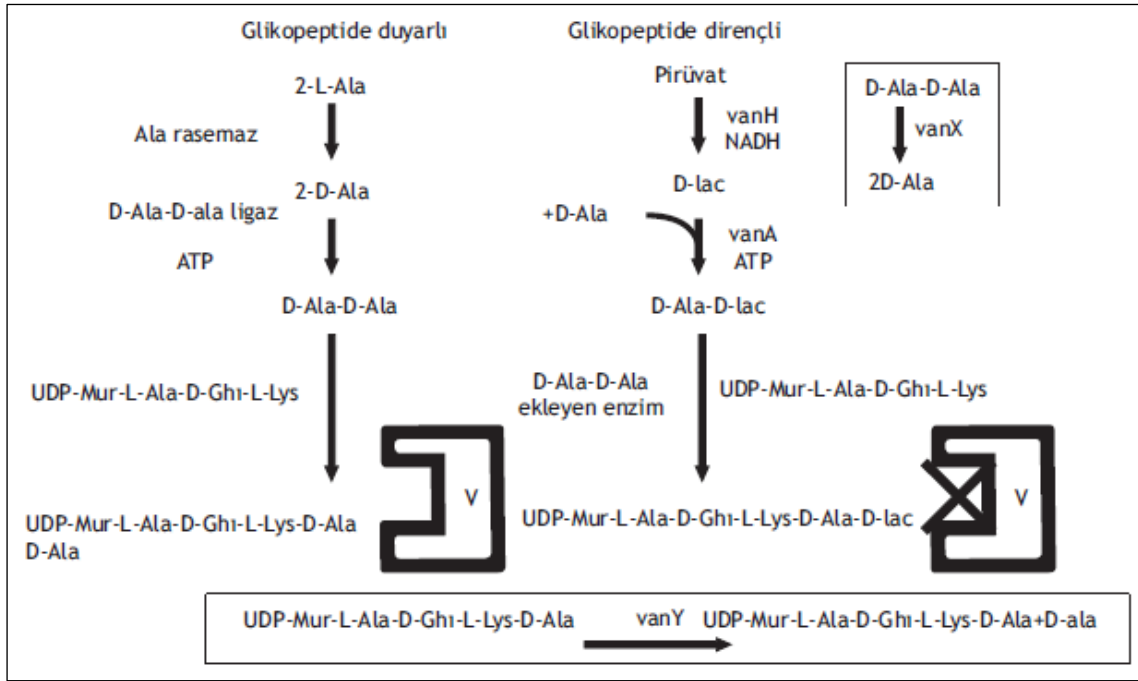 Glikopeptide duyarlı
2-L-Ala
Ala rasemaz
2-D-Ala
D-Ala-D-ala ligaz
ATP
D-Ala-D-Ala
UDP-Mur-L-Ala-D-Ghı-L-Lys
V
UDP-Mur-L-Ala-D-Ghı-L-Lys-D-Ala
D-Ala
Glikopeptide dirençli
Pirüvat
vanH
NADH
D-lac
+D-Ala
vanA
ATP
D-Ala-D-lac
D-Ala-D-Ala
ekleyen enzim
UDP-Mur-L-Ala-D-Ghı-L-Lys
UDP-Mur-L-Ala-D-Ghı-L-Lys-D-Ala-D-lac
V
D-Ala-D-Ala
vanX
2D-Ala
UDP-Mur-L-Ala-D-Ghı-L-Lys-D-Ala
vanY
UDP-Mur-L-Ala-D-Ghı-L-Lys-D-Ala+D-ala